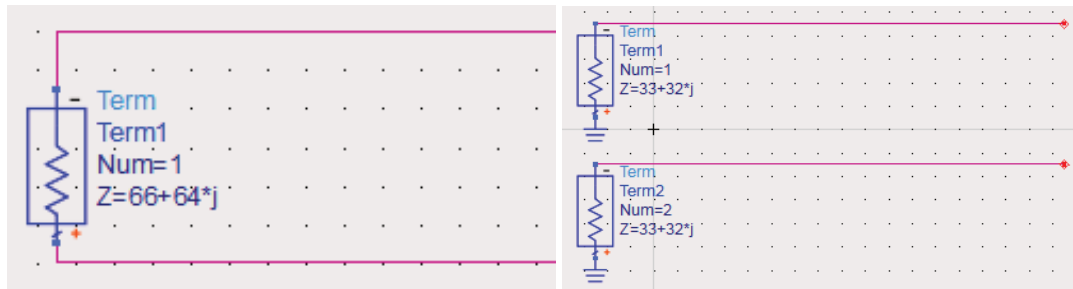 Term
Term1
Num=1
Z=66+64*j
Term
Term1
Num=1
Z=33+32*j
Term
Term2
Num=2
Z=33+32*j